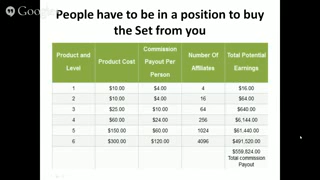 Google
People have to be in a position to buy
the Set from you
Product and Level Product Cost Commission Payout Per Person Number Of Affiliates Total Potential Earnings
1 $10.00 $4.00 4 $16.00
2 $10.00 $4.00 16 $64.00
3 $25.00 $10.00 64 $640.00
4 $60.00 $24.00 256 $6,144.00
5 $150.00 $60.00 1024 $61,440.00
6 $300.00 $120.00 4096 $491,520.00
$559,824.00
Total commission
Payout